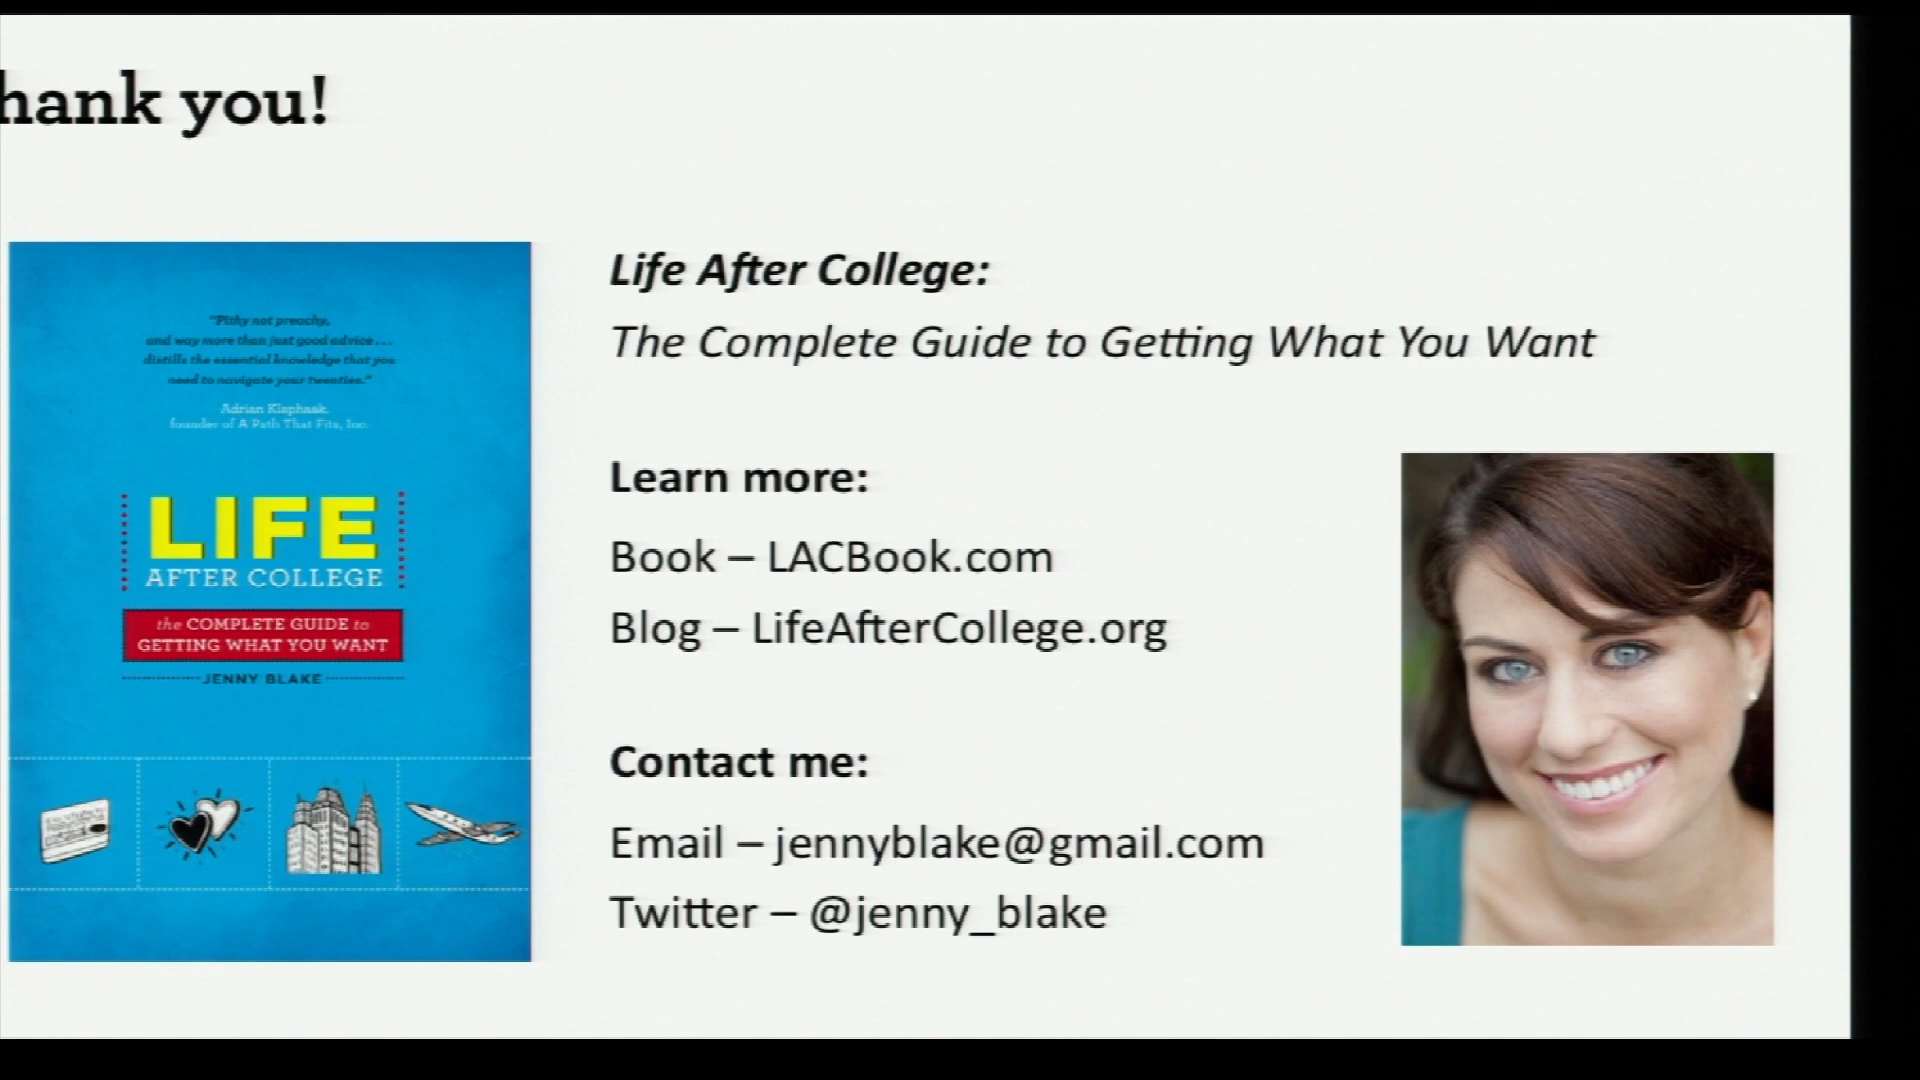 hank you!
"Pithy not preachy,
and way more than just good advice...
distills the essential knowledge that you
need to navigate your twenties."
Adrian Klaphaak,
founder of A Path That Fits, Inc.
LIFE
AFTER COLLEGE
the COMPLETE GUIDE to
GETTING WHAT YOU WANT
JENNY BLAKE
Life After College:
The Complete Guide to Getting What You Want
Learn more:
Book – LACBook.com
Blog – LifeAfterCollege.org
Contact me:
Email – jennyblake@gmail.com
Twitter – @jenny_blake